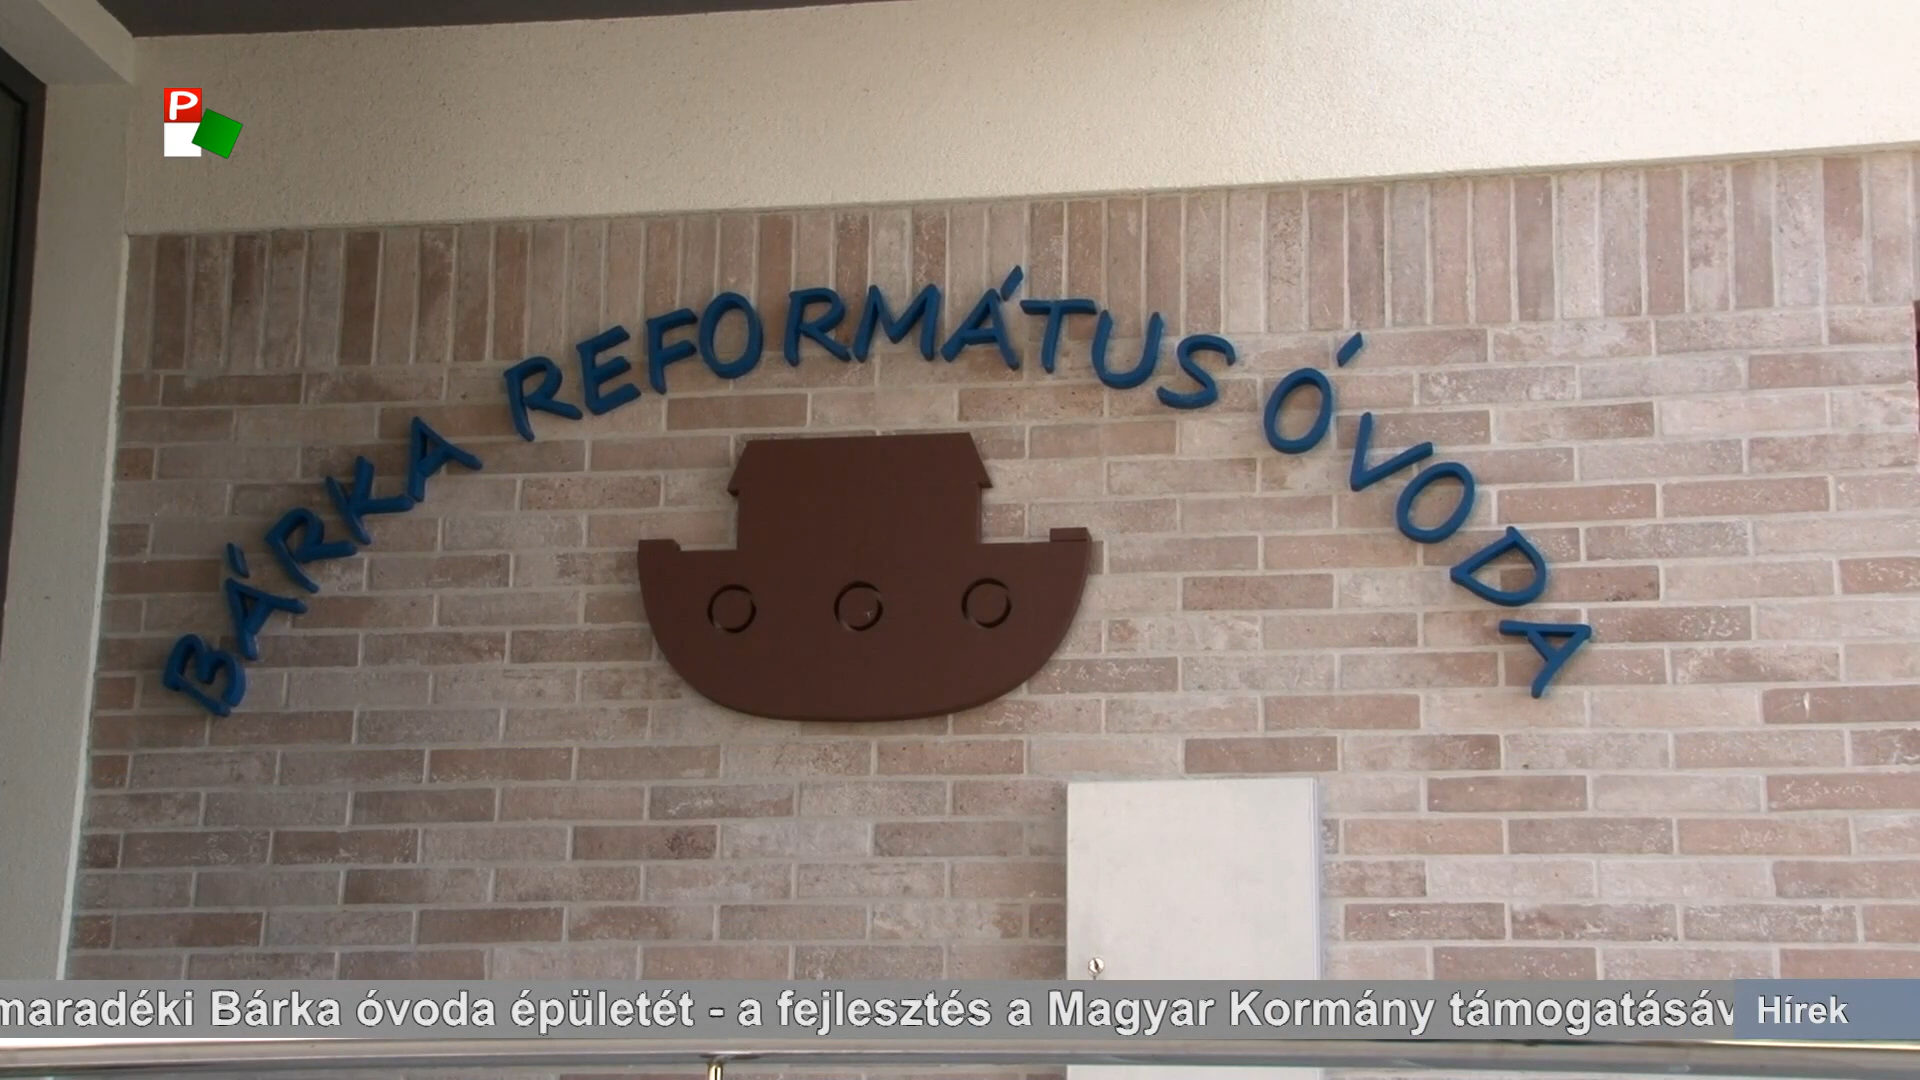 P
BÁRKA REFORMÁTUS ÓVODA
maradéki Bárka óvoda épületét - a fejlesztés a Magyar Kormány támogatásáv
Hírek